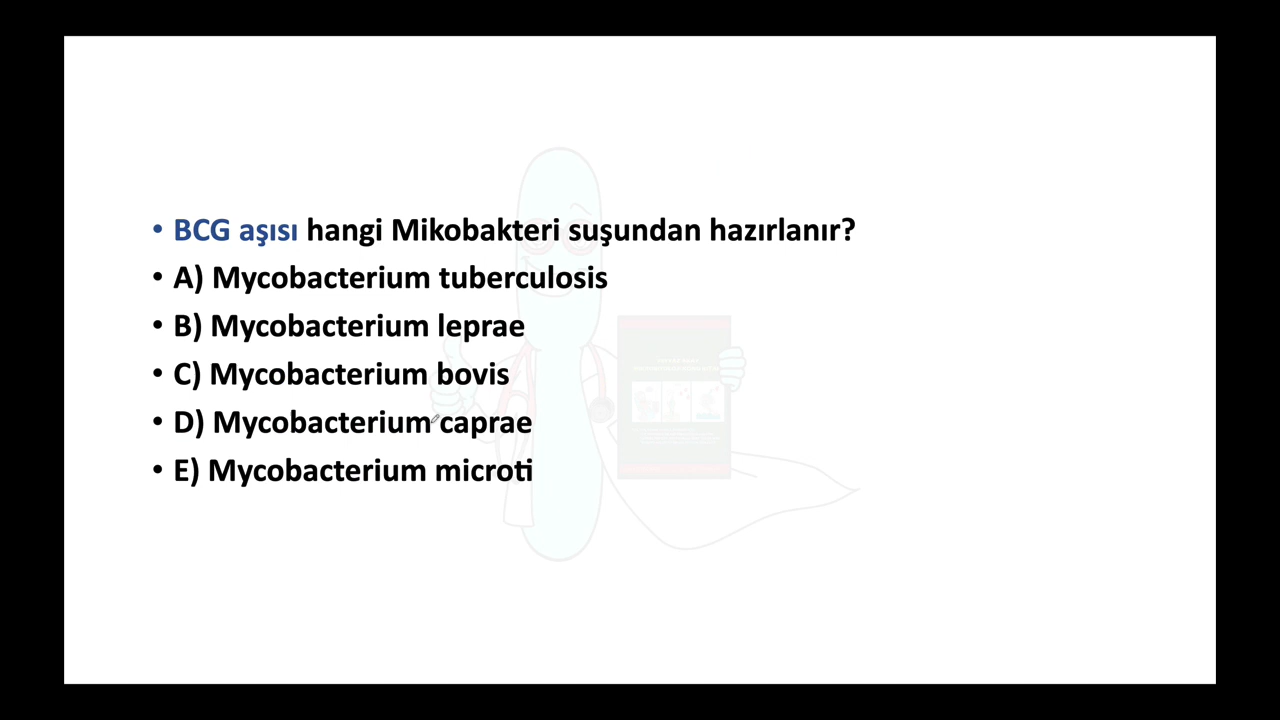 • BCG aşısı hangi Mikobakteri suşundan hazırlanır?
• A) Mycobacterium tuberculosis
• B) Mycobacterium leprae
• C) Mycobacterium bovis
• D) Mycobacterium caprae
• E) Mycobacterium microti